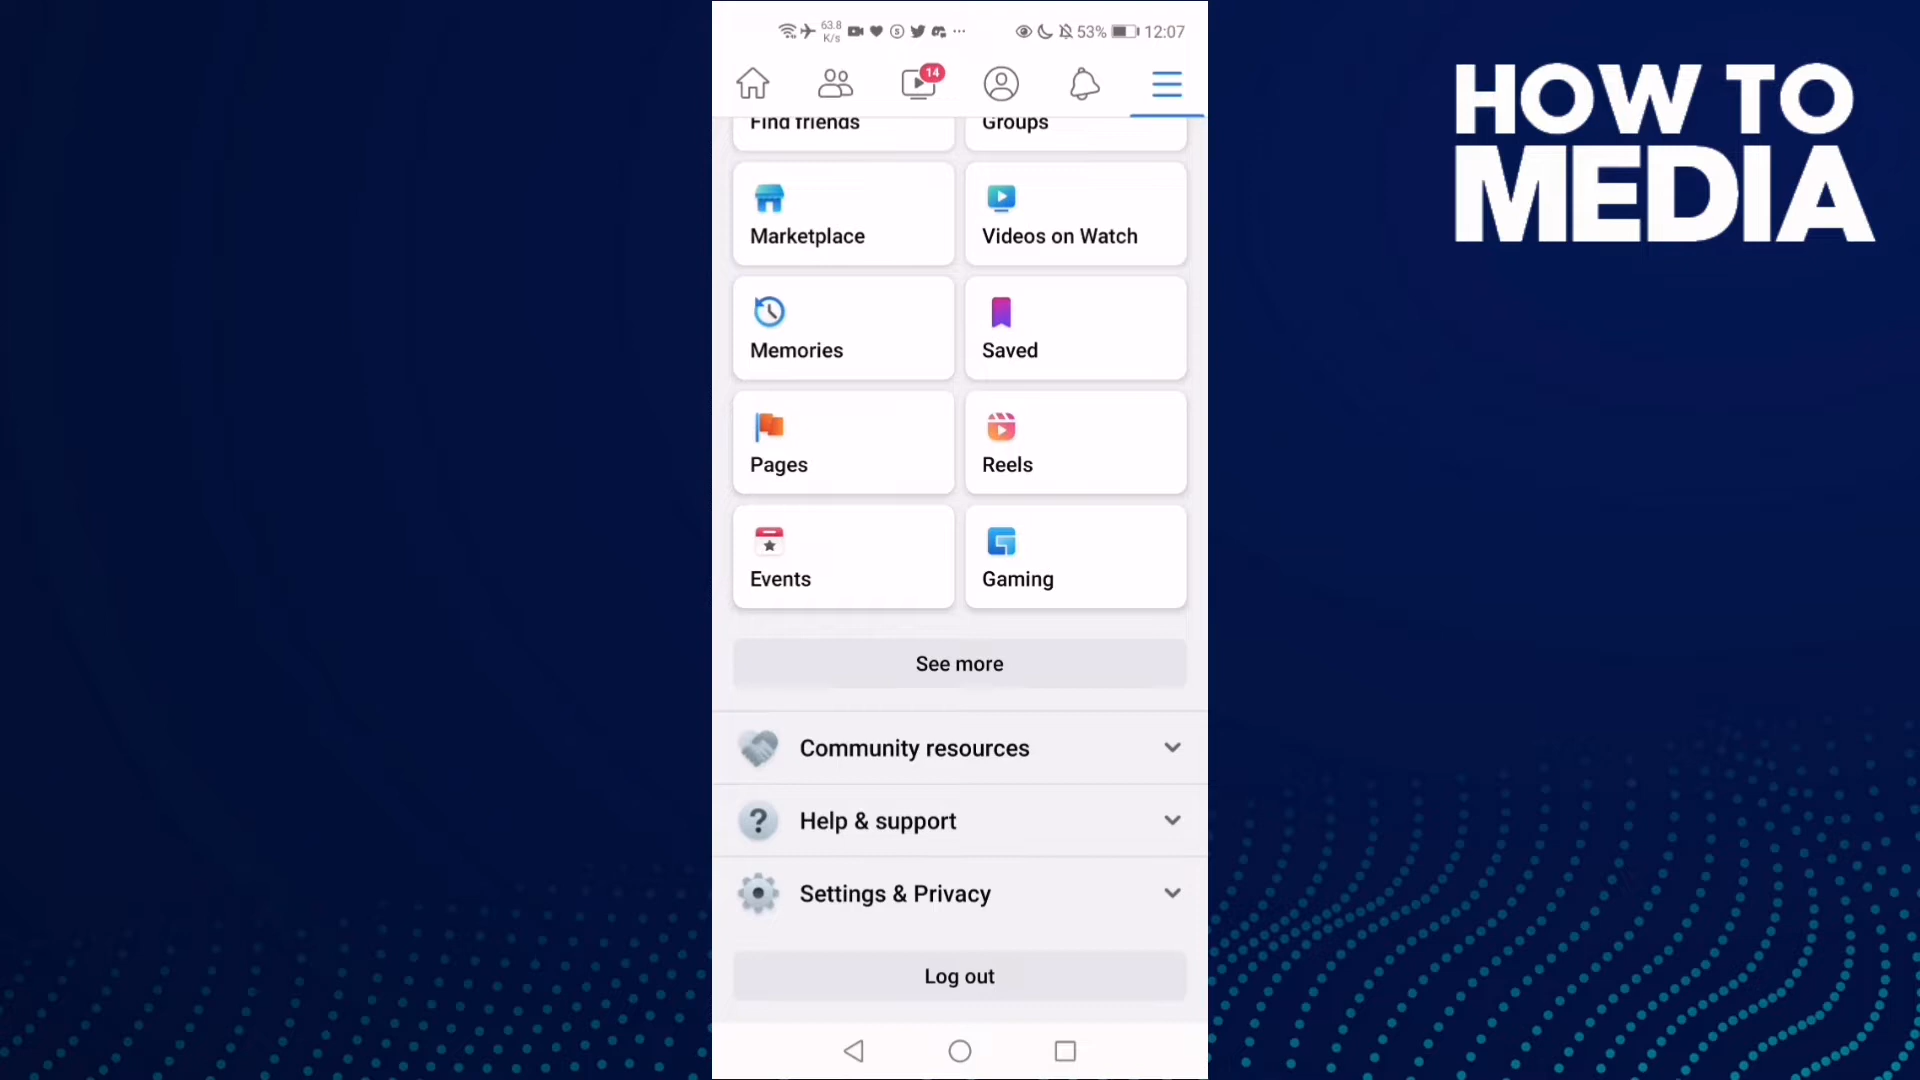 63.8
K/s
53%
12:07
14
Find friends
Groups
Marketplace
Videos on Watch
Memories
Saved
Pages
Reels
Events
Gaming
See more
Community resources
Help & support
Settings & Privacy
Log out
HOW TO
MEDIA